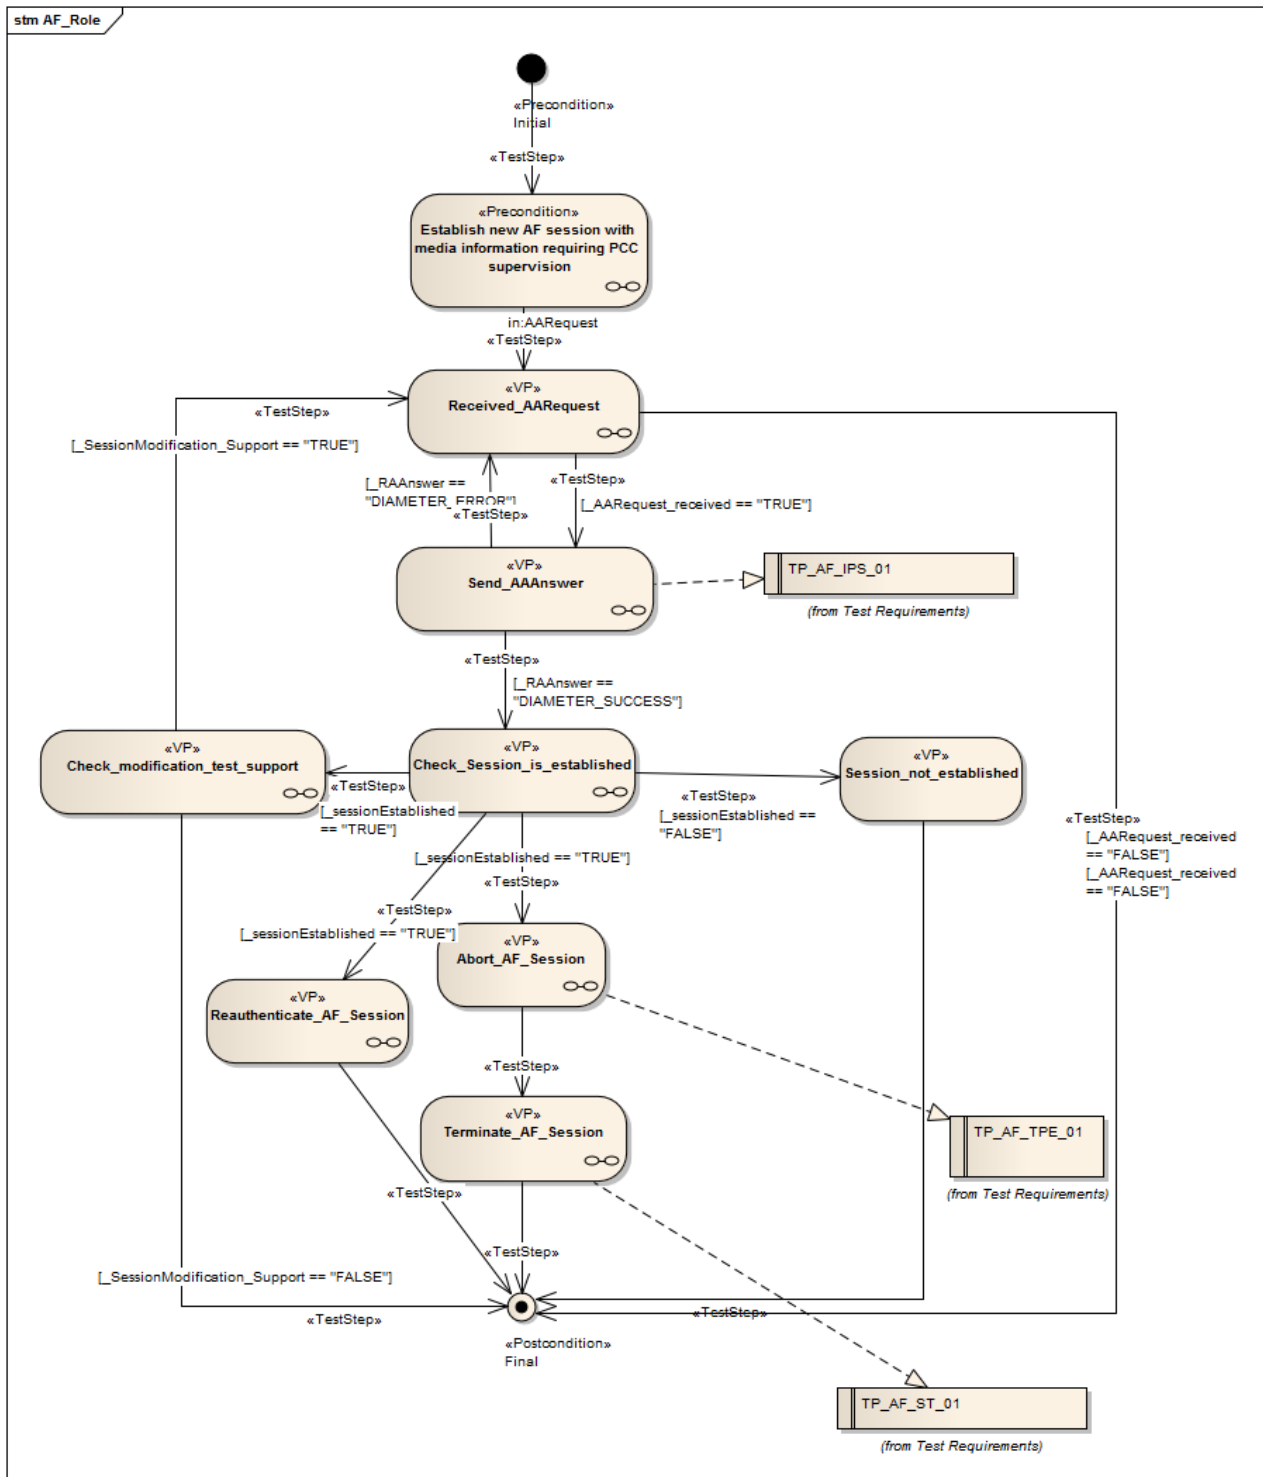 stm AF_Role
«Precondition»
Initial
«TestStep»
«Precondition»
Establish new AF session with
media information requiring PCC
supervision
in:AARequest
«TestStep»
«VP»
Received_AARequest
«TestStep»
[_SessionModification_Support == "TRUE"]
[_RAAnswer ==
"DIAMETER_ERROR"]
«TestStep»
«TestStep»
[_AARequest_received == "TRUE"]
«VP»
Send_AAAnswer
TP_AF_IPS_01
(from Test Requirements)
«TestStep»
[_RAAnswer ==
"DIAMETER_SUCCESS"]
«VP»
Check_modification_test_support
«VP»
Check_Session_is_established
«VP»
Session_not_established
«TestStep»
[_sessionEstablished
== "TRUE"]
«TestStep»
[_sessionEstablished ==
"FALSE"]
«TestStep»
[_AARequest_received
== "FALSE"]
[_AARequest_received
== "FALSE"]
[_sessionEstablished == "TRUE"]
«TestStep»
«TestStep»
[_sessionEstablished == "TRUE"]
«VP»
Abort_AF_Session
«VP»
Reauthenticate_AF_Session
«TestStep»
«VP»
Terminate_AF_Session
TP_AF_TPE_01
(from Test Requirements)
«TestStep»
«TestStep»
[_SessionModification_Support == "FALSE"]
«TestStep»
«TestStep»
«Postcondition»
Final
TP_AF_ST_01
(from Test Requirements)